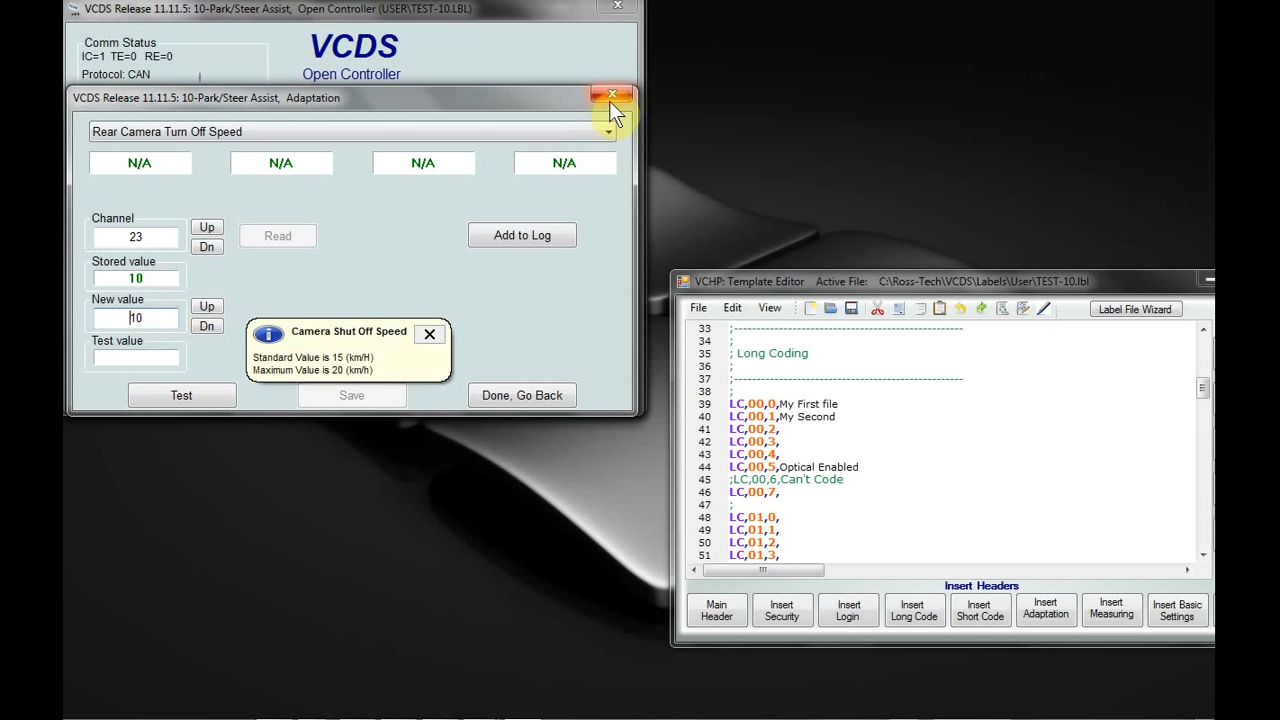 VCDS Release 11.11.5: 10-Park/Steer Assist, Open Controller (USER\TEST-10.LBL)
Comm Status
IC=1 TE=0 RE=0
Protocol: CAN
VCDS
Open Controller
VCDS Release 11.11.5: 10-Park/Steer Assist, Adaptation
Rear Camera Turn Off Speed
N/A N/A N/A N/A
Channel
23
Up
Dn
Read
Add to Log
Stored value
10
New value
10
Up
Dn
Test value
Camera Shut Off Speed
Standard Value is 15 (km/H)
Maximum Value is 20 (km/h)
Test
Save
Done, Go Back
VCHP: Template Editor Active File: C:\Ross-Tech\VCDS\Labels\User\TEST-10.lbl
File Edit View
Label File Wizard
33 ;--------------------------------------------------
34 ;
35 ; Long Coding
36 ;
37 ;--------------------------------------------------
38 ;
39 LC,00,0,My First file
40 LC,00,1,My Second
41 LC,00,2,
42 LC,00,3,
43 LC,00,4,
44 LC,00,5,Optical Enabled
45 ;LC,00,6,Can't Code
46 LC,00,7,
47 ;
48 LC,01,0,
49 LC,01,1,
50 LC,01,2,
51 LC,01,3,
Insert Headers
Main Header
Insert Security
Insert Login
Insert Long Code
Insert Short Code
Insert Adaptation
Insert Measuring
Insert Basic Settings